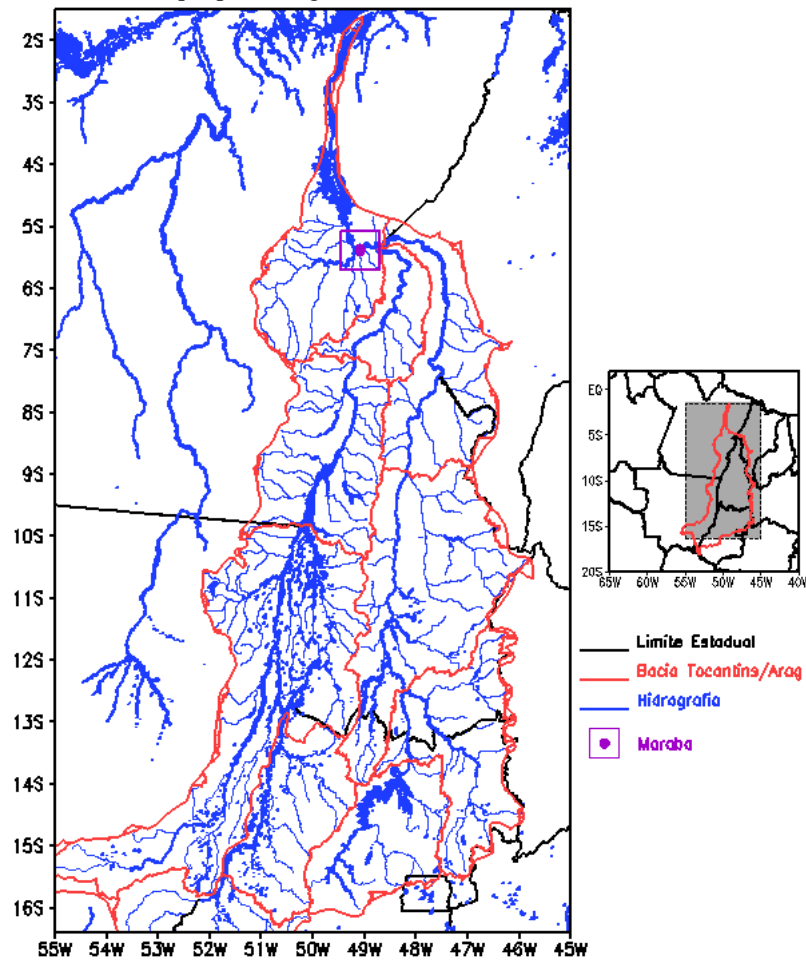 2S
3S
4S
5S
6S
7S
8S
9S
10S
11S
12S
13S
14S
15S
16S
55W 54W 53W 52W 51W 50W 49W 48W 47W 46W 45W
EQ
5S
10S
15S
20S
65W 60W 55W 50W 45W 40W
Limite Estadual
Bacia Tocantins/Arag
Hidrografia
Maraba